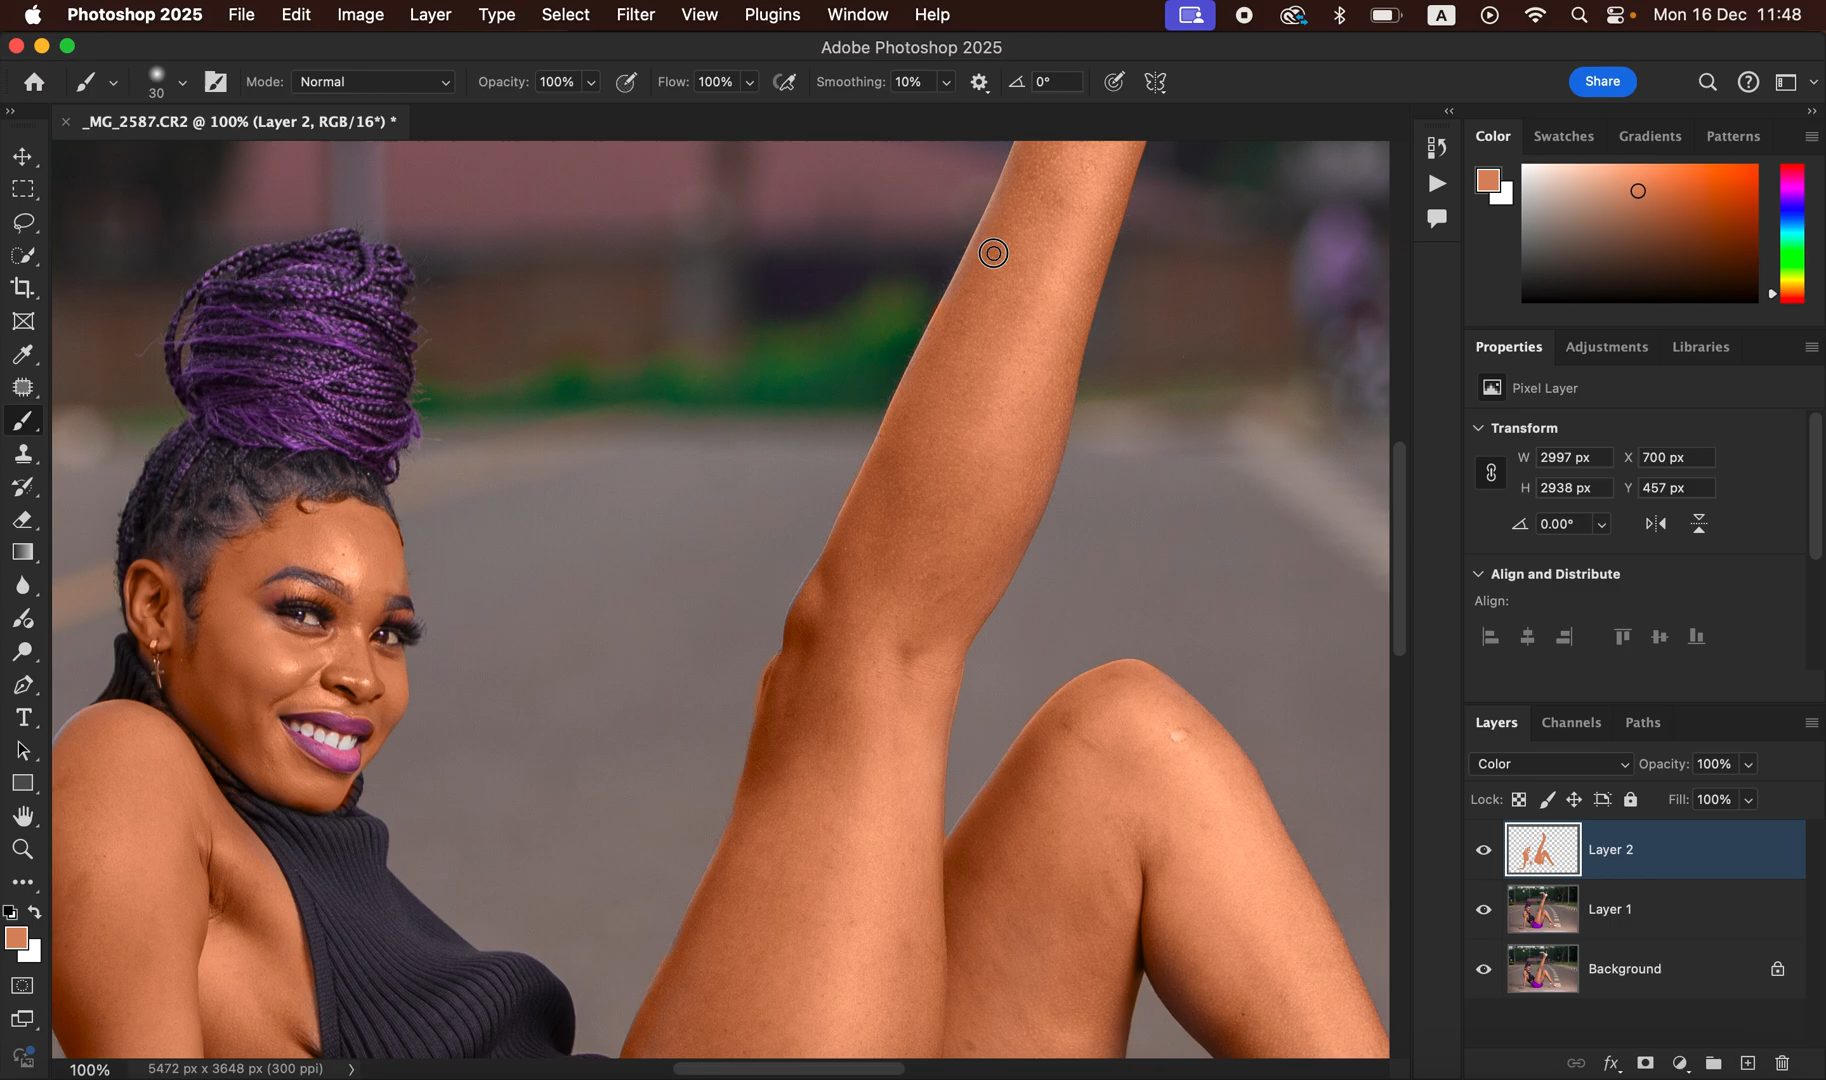 Photoshop 2025 File Edit Image Layer Type Select Filter View Plugins Window Help A Mon 16 Dec 11:48
Adobe Photoshop 2025
30 Mode: Normal Opacity: 100% Flow: 100% Smoothing: 10% 0° Share
× _MG_2587.CR2 @ 100% (Layer 2, RGB/16*) *
Color Swatches Gradients Patterns
Properties Adjustments Libraries
Pixel Layer
Transform
W 2997 px X 700 px
H 2938 px Y 457 px
0.00°
Align and Distribute
Align:
Layers Channels Paths
Color Opacity: 100%
Lock: Fill: 100%
Layer 2
Layer 1
Background
100% 5472 px x 3648 px (300 ppi)